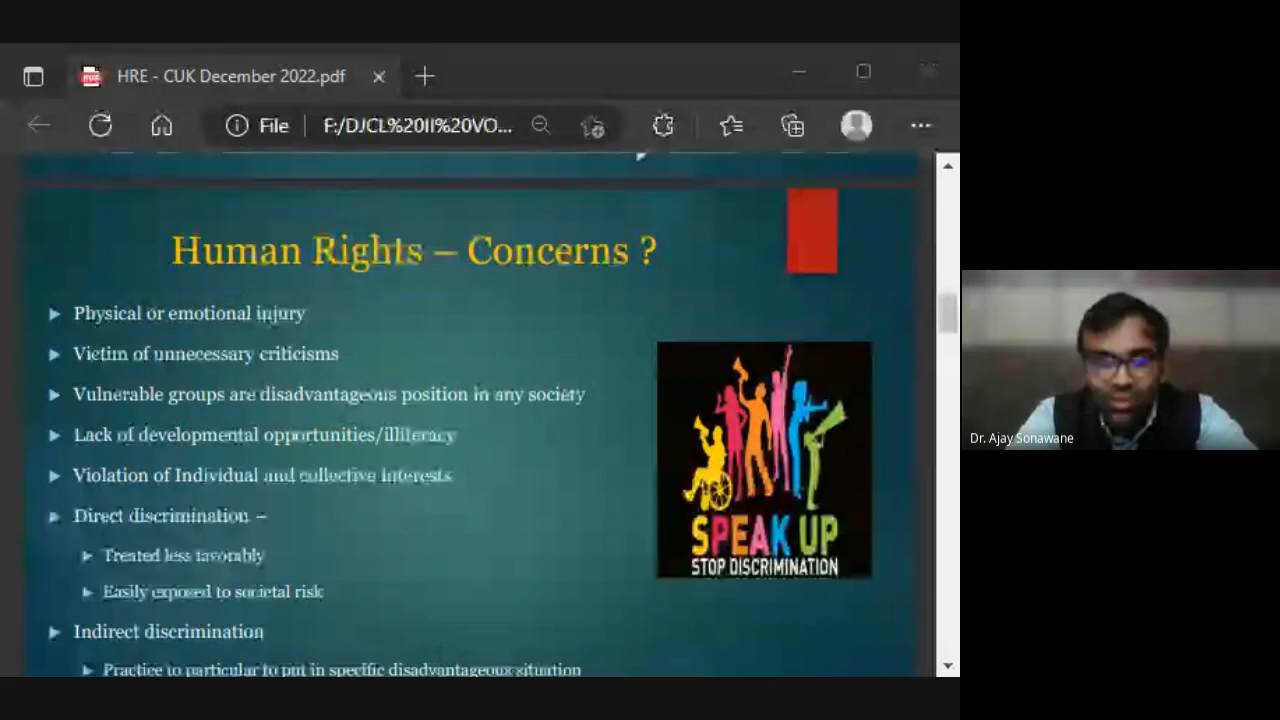 HRE - CUK December 2022.pdf
File
F:/DJCL%20II%20VO...
Human Rights – Concerns ?
Physical or emotional injury
Victim of unnecessary criticisms
Vulnerable groups are disadvantageous position in any society
Lack of developmental opportunities/illiteracy
Violation of Individual and collective interests
Direct discrimination –
Treated less favorably
Easily exposed to societal risk
Indirect discrimination
Practice to particular to put in specific disadvantageous situation
SPEAK UP
STOP DISCRIMINATION
Dr. Ajay Sonawane